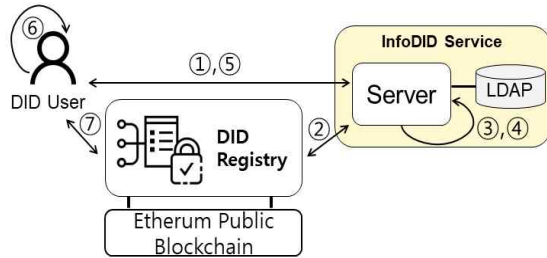 ⑥
InfoDID Service
①,⑤
DID User
Server
LDAP
⑦
DID
Registry
②
③,④
Etherum Public
Blockchain